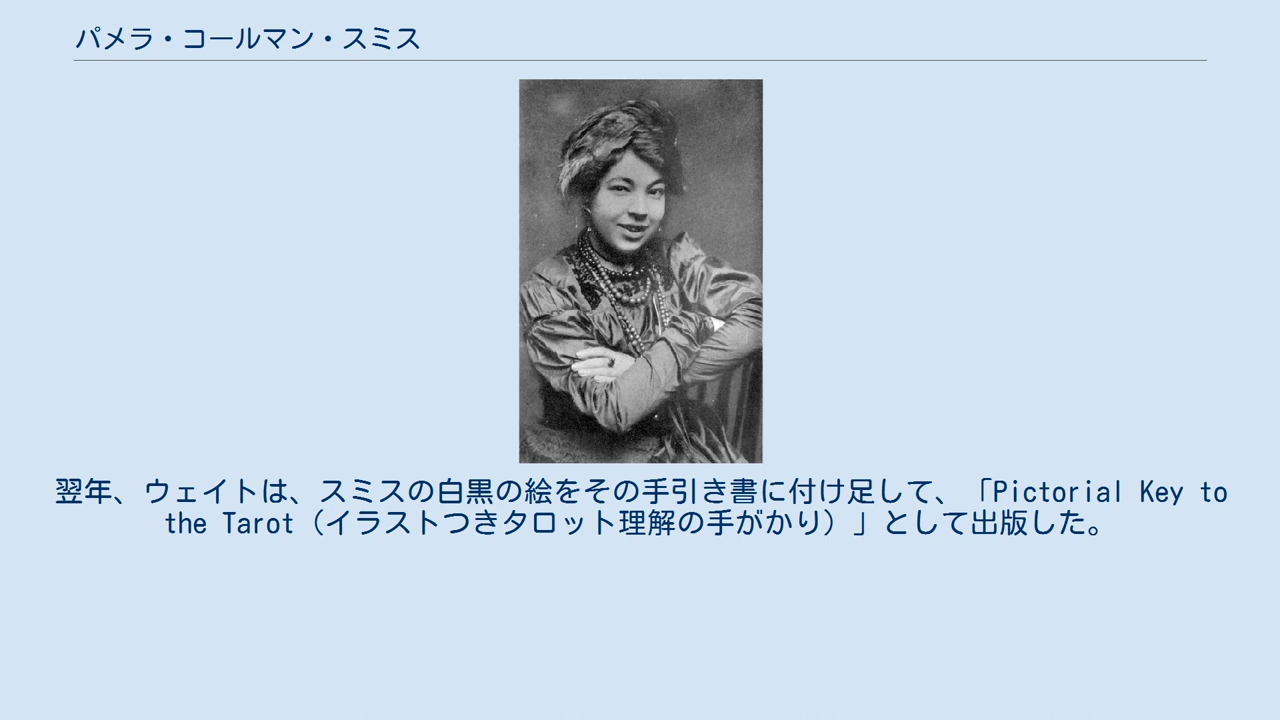 パメラ・コールマン・スミス
翌年、ウェイトは、スミスの白黒の絵をその手引き書に付け足して、「Pictorial Key to
the Tarot（イラストつきタロット理解の手がかり）」として出版した。